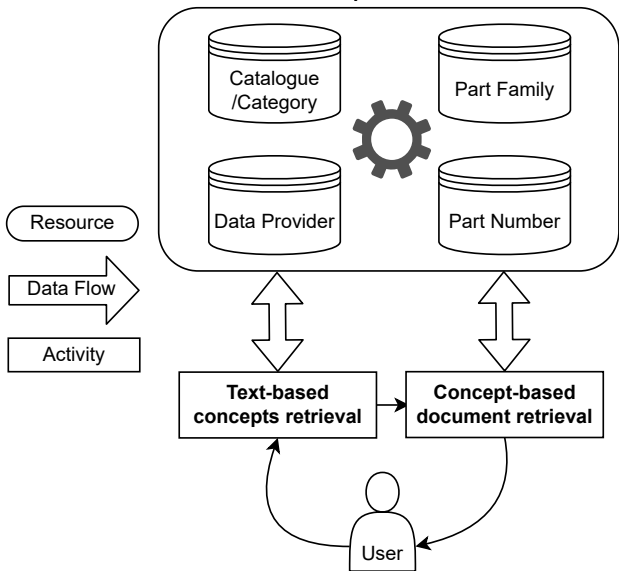 Catalogue
/Category
Part Family
Data Provider
Part Number
Resource
Data Flow
Activity
Text-based
concepts retrieval
Concept-based
document retrieval
User